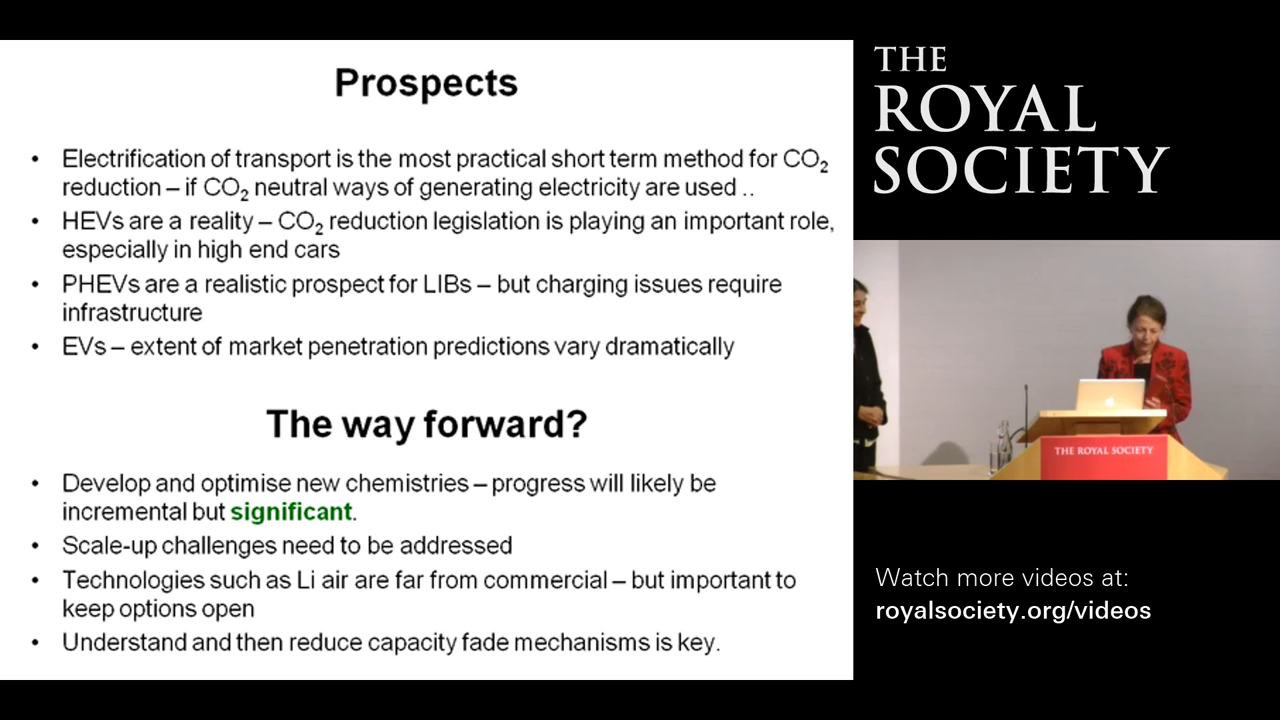 Prospects
• Electrification of transport is the most practical short term method for CO₂
reduction – if CO₂ neutral ways of generating electricity are used ..
• HEVs are a reality – CO₂ reduction legislation is playing an important role,
especially in high end cars
• PHEVs are a realistic prospect for LIBs – but charging issues require
infrastructure
• EVs – extent of market penetration predictions vary dramatically
The way forward?
• Develop and optimise new chemistries – progress will likely be
incremental but significant.
• Scale-up challenges need to be addressed
• Technologies such as Li air are far from commercial – but important to
keep options open
• Understand and then reduce capacity fade mechanisms is key.
THE
ROYAL
SOCIETY
THE ROYAL SOCIETY
Watch more videos at:
royalsociety.org/videos